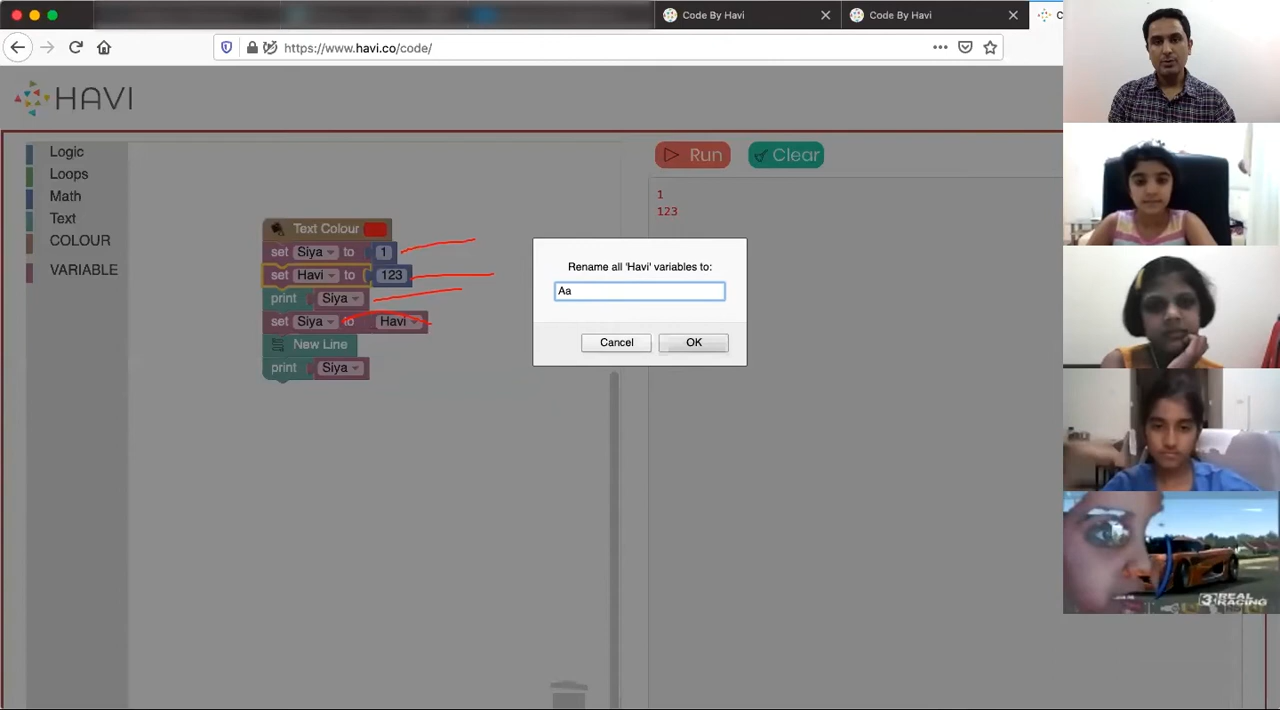 Code By Havi
Code By Havi
https://www.havi.co/code/
HAVI
Logic
Loops
Math
Text
COLOUR
VARIABLE
Text Colour
set Siya to 1
set Havi to 123
print Siya
set Siya to Havi
New Line
print Siya
Run Clear
1
123
Rename all 'Havi' variables to:
Aa
Cancel OK
3 REAL
RACING